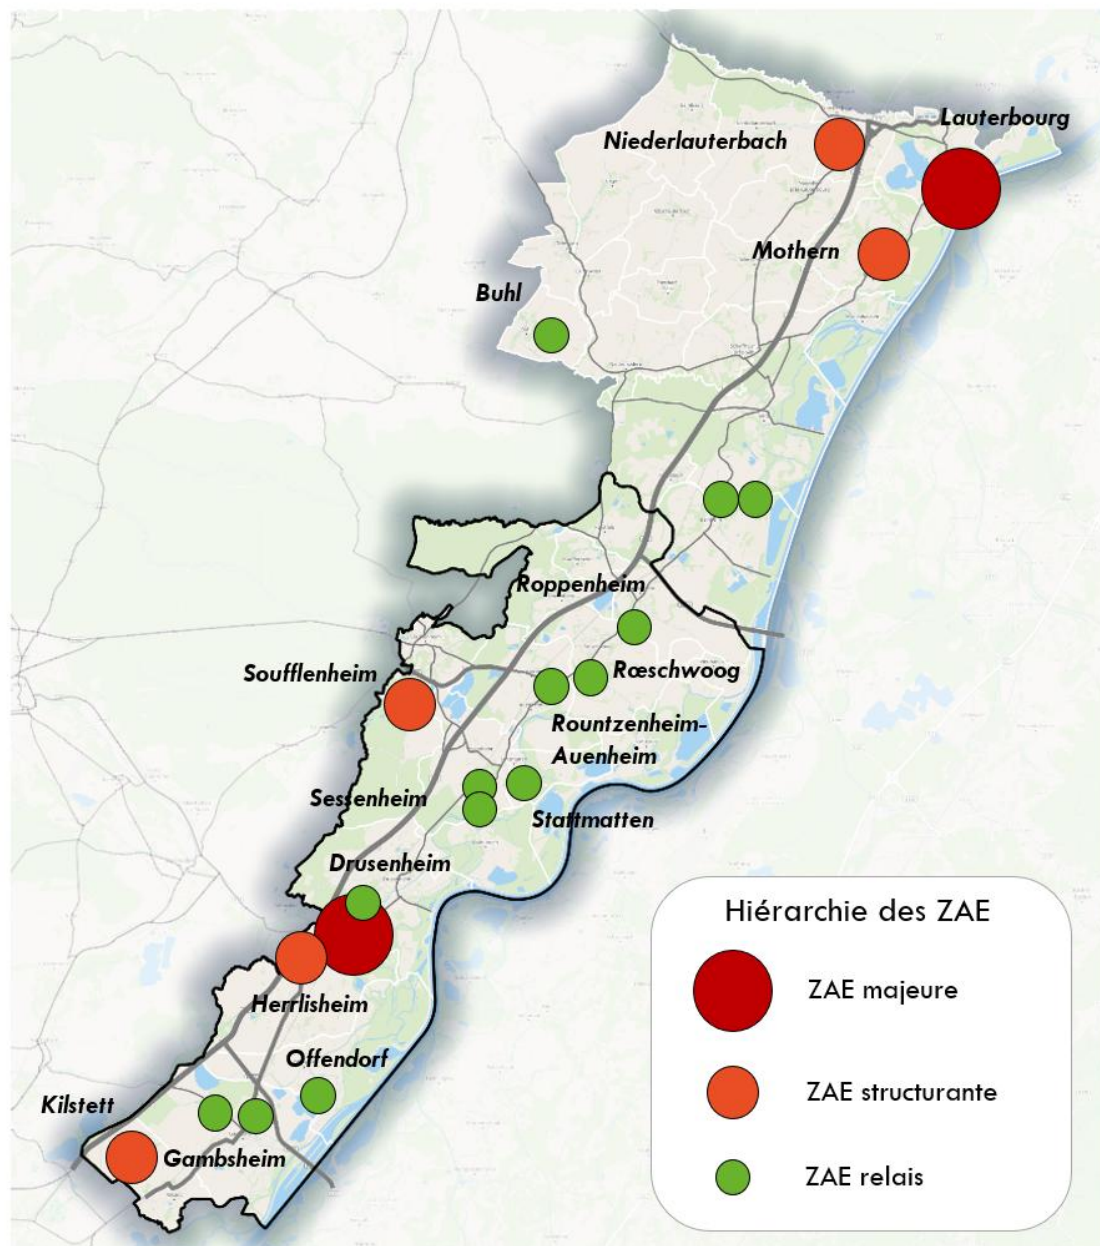 Lauterbourg
Niederlauterbach
Mothern
Buhl
Roppenheim
Soufflenheim
Rœschwoog
Rountzenheim-
Auenheim
Sessenheim
Stattmatten
Drusenheim
Herrlisheim
Offendorf
Kilstett
Gambsheim
Hiérarchie des ZAE
ZAE majeure
ZAE structurante
ZAE relais